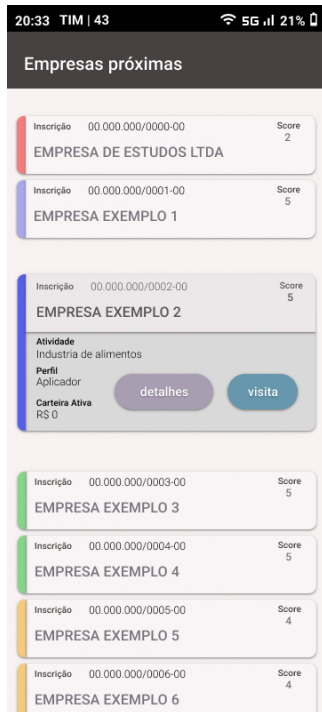 20:33 TIM | 43 5G 21%
Empresas próximas
Inscrição 00.000.000/0000-00 Score
2
EMPRESA DE ESTUDOS LTDA
Inscrição 00.000.000/0001-00 Score
5
EMPRESA EXEMPLO 1
Inscrição 00.000.000/0002-00 Score
5
EMPRESA EXEMPLO 2
Atividade
Industria de alimentos
Perfil
Aplicador
Carteira Ativa
R$ 0
detalhes visita
Inscrição 00.000.000/0003-00 Score
5
EMPRESA EXEMPLO 3
Inscrição 00.000.000/0004-00 Score
5
EMPRESA EXEMPLO 4
Inscrição 00.000.000/0005-00 Score
4
EMPRESA EXEMPLO 5
Inscrição 00.000.000/0006-00 Score
4
EMPRESA EXEMPLO 6